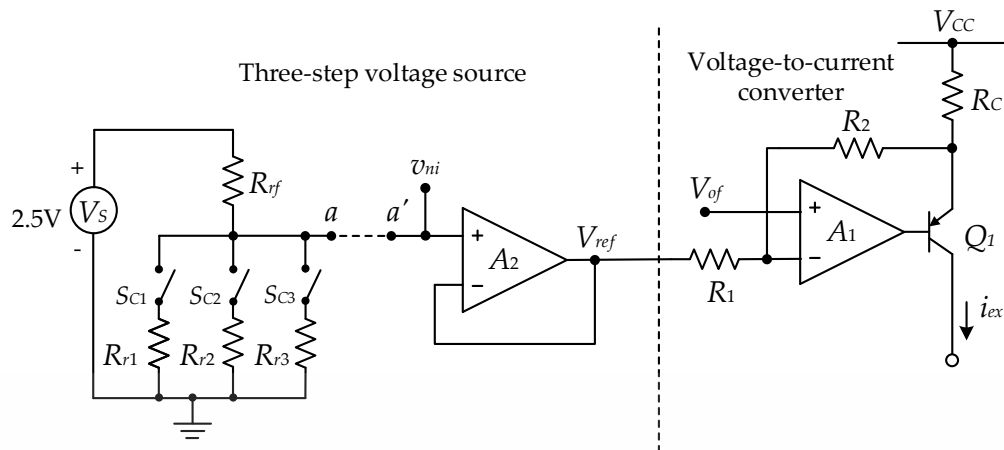 Three-step voltage source
Voltage-to-current
converter
V_CC
R_C
R_2
+
2.5V
V_S
-
R_rf
a
a′
v_ni
+
A_2
−
V_ref
V_of
+
A_1
−
Q_1
R_1
i_ex
S_C1
S_C2
S_C3
R_r1
R_r2
R_r3